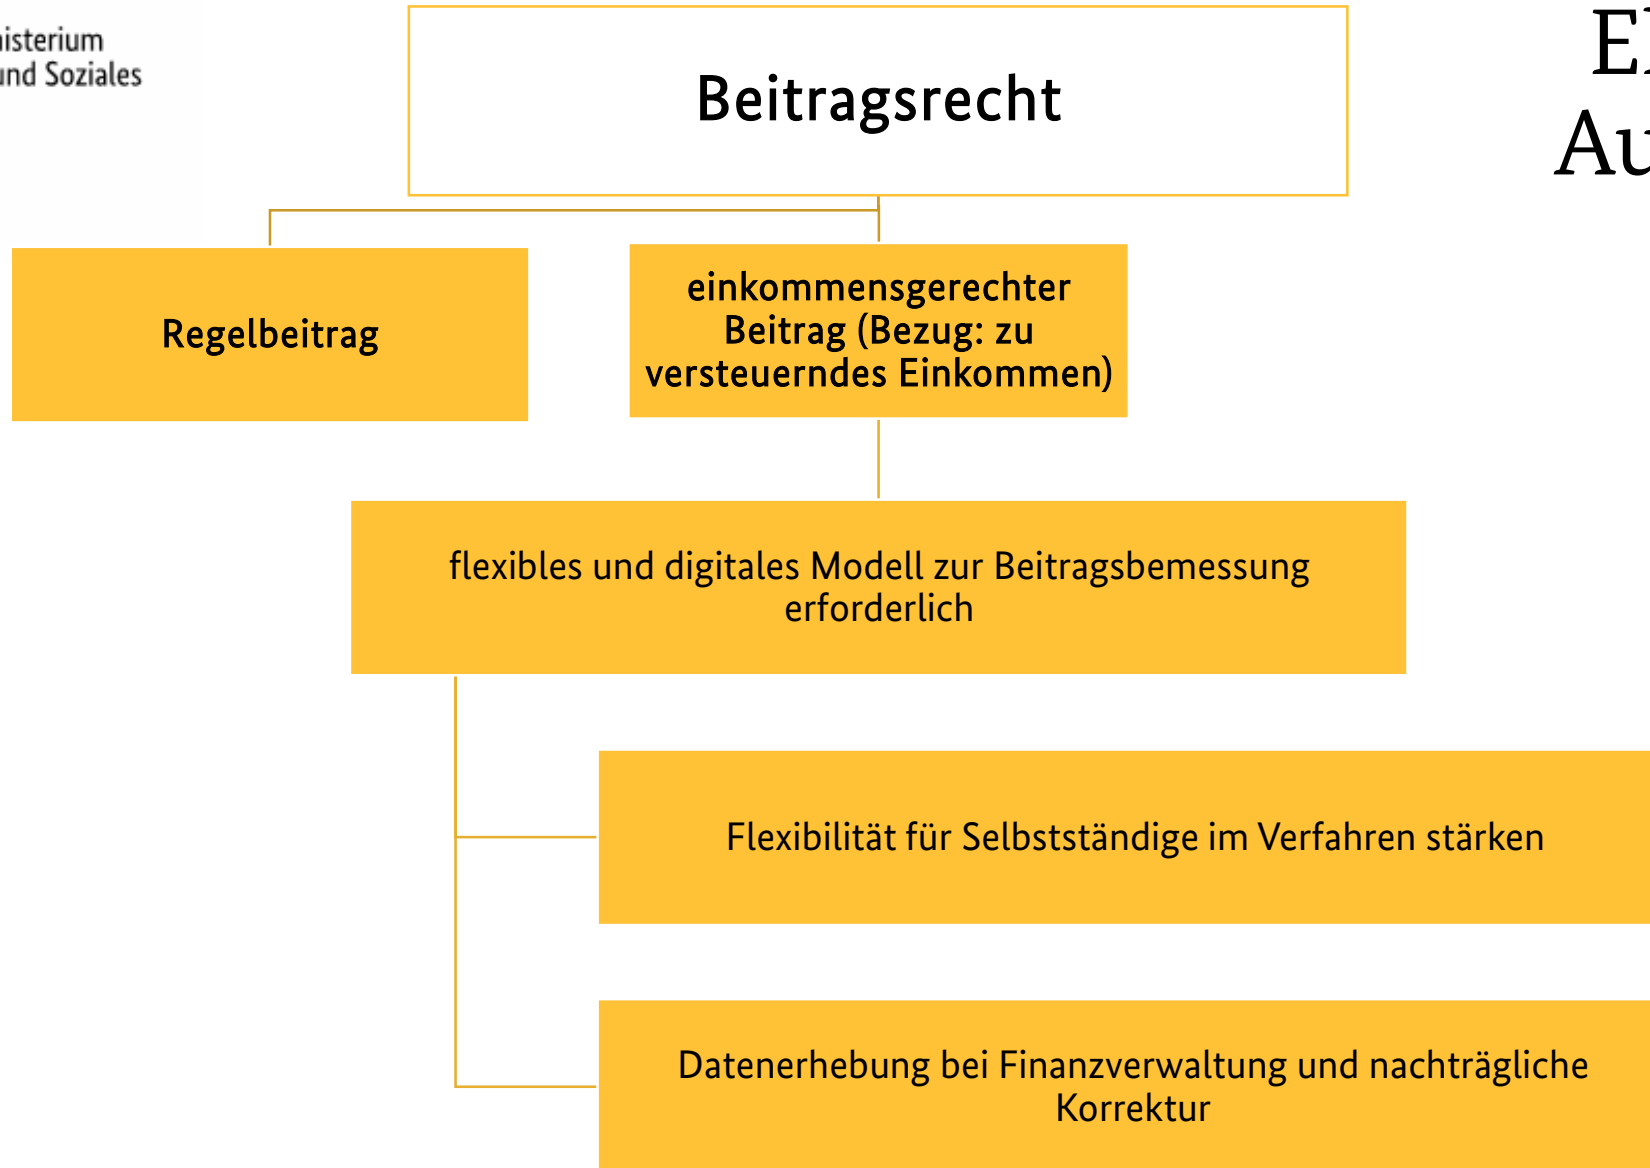 und Soziales
Beitragsrecht
Regelbeitrag
einkommensgerechter
Beitrag (Bezug: zu
versteuerndes Einkommen)
flexibles und digitales Modell zur Beitragsbemessung
erforderlich
Flexibilität für Selbstständige im Verfahren stärken
Datenerhebung bei Finanzverwaltung und nachträgliche
Korrektur